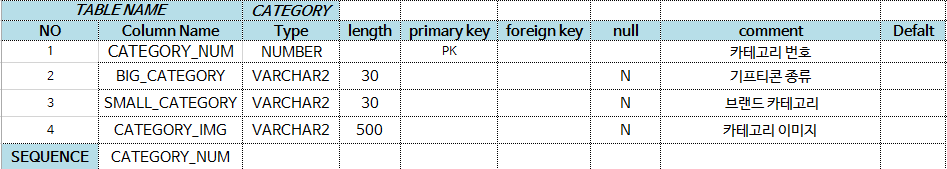 TABLE NAME CATEGORY
NO Column Name Type length primary key foreign key null comment Defalt
1 CATEGORY_NUM NUMBER PK 카테고리 번호
2 BIG_CATEGORY VARCHAR2 30 N 기프티콘 종류
3 SMALL_CATEGORY VARCHAR2 30 N 브랜드 카테고리
4 CATEGORY_IMG VARCHAR2 500 N 카테고리 이미지
SEQUENCE CATEGORY_NUM